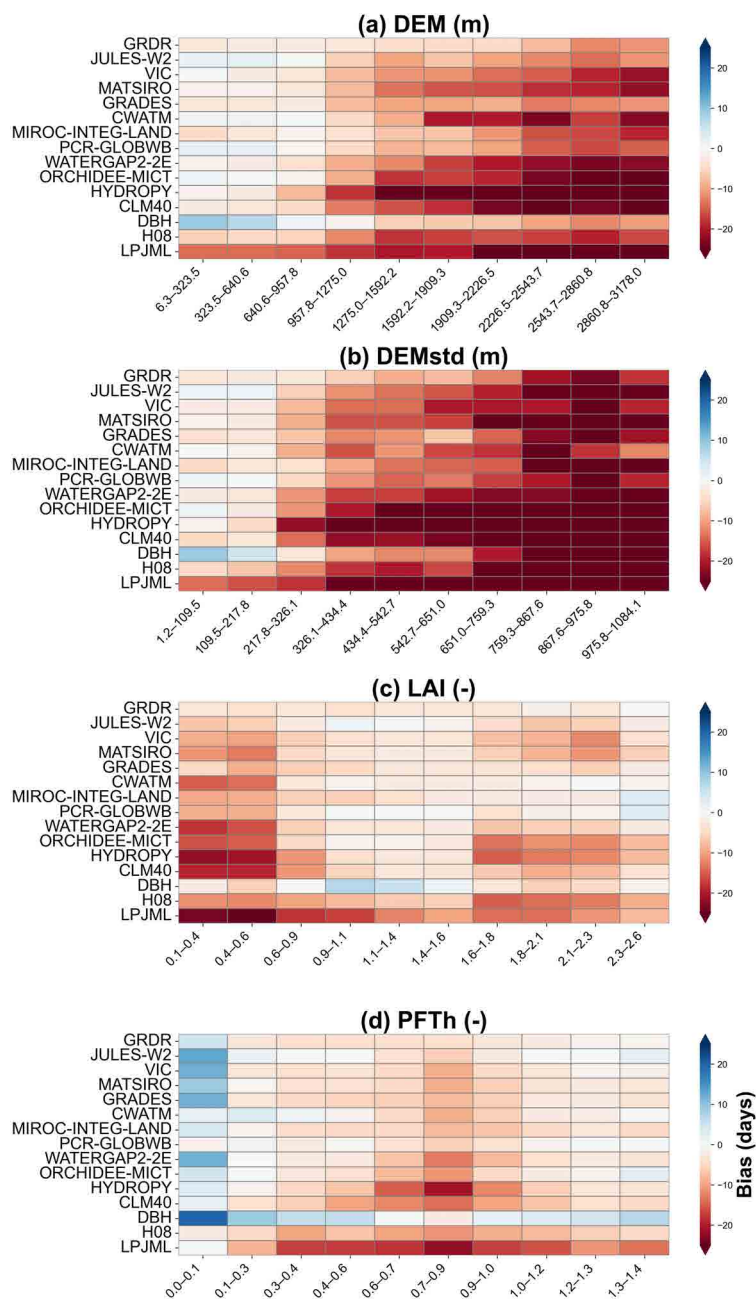 (a) DEM (m)
GRDR
JULES-W2
VIC
MATSIRO
GRADES
CWATM
MIROC-INTEG-LAND
PCR-GLOBWB
WATERGAP2-2E
ORCHIDEE-MICT
HYDROPY
CLM40
DBH
H08
LPJML
20
10
0
−10
−20
6.3–323.5
323.5–640.6
640.6–957.8
957.8–1275.0
1275.0–1592.2
1592.2–1909.3
1909.3–2226.5
2226.5–2543.7
2543.7–2860.8
2860.8–3178.0
(b) DEMstd (m)
GRDR
JULES-W2
VIC
MATSIRO
GRADES
CWATM
MIROC-INTEG-LAND
PCR-GLOBWB
WATERGAP2-2E
ORCHIDEE-MICT
HYDROPY
CLM40
DBH
H08
LPJML
20
10
0
−10
−20
1.2–109.5
109.5–217.8
217.8–326.1
326.1–434.4
434.4–542.7
542.7–651.0
651.0–759.3
759.3–867.6
867.6–975.8
975.8–1084.1
(c) LAI (-)
GRDR
JULES-W2
VIC
MATSIRO
GRADES
CWATM
MIROC-INTEG-LAND
PCR-GLOBWB
WATERGAP2-2E
ORCHIDEE-MICT
HYDROPY
CLM40
DBH
H08
LPJML
20
10
0
−10
−20
0.1–0.4
0.4–0.6
0.6–0.9
0.9–1.1
1.1–1.4
1.4–1.6
1.6–1.8
1.8–2.1
2.1–2.3
2.3–2.6
(d) PFTh (-)
GRDR
JULES-W2
VIC
MATSIRO
GRADES
CWATM
MIROC-INTEG-LAND
PCR-GLOBWB
WATERGAP2-2E
ORCHIDEE-MICT
HYDROPY
CLM40
DBH
H08
LPJML
20
10
0
−10
−20
Bias (days)
0.0–0.1
0.1–0.3
0.3–0.4
0.4–0.6
0.6–0.7
0.7–0.9
0.9–1.0
1.0–1.2
1.2–1.3
1.3–1.4